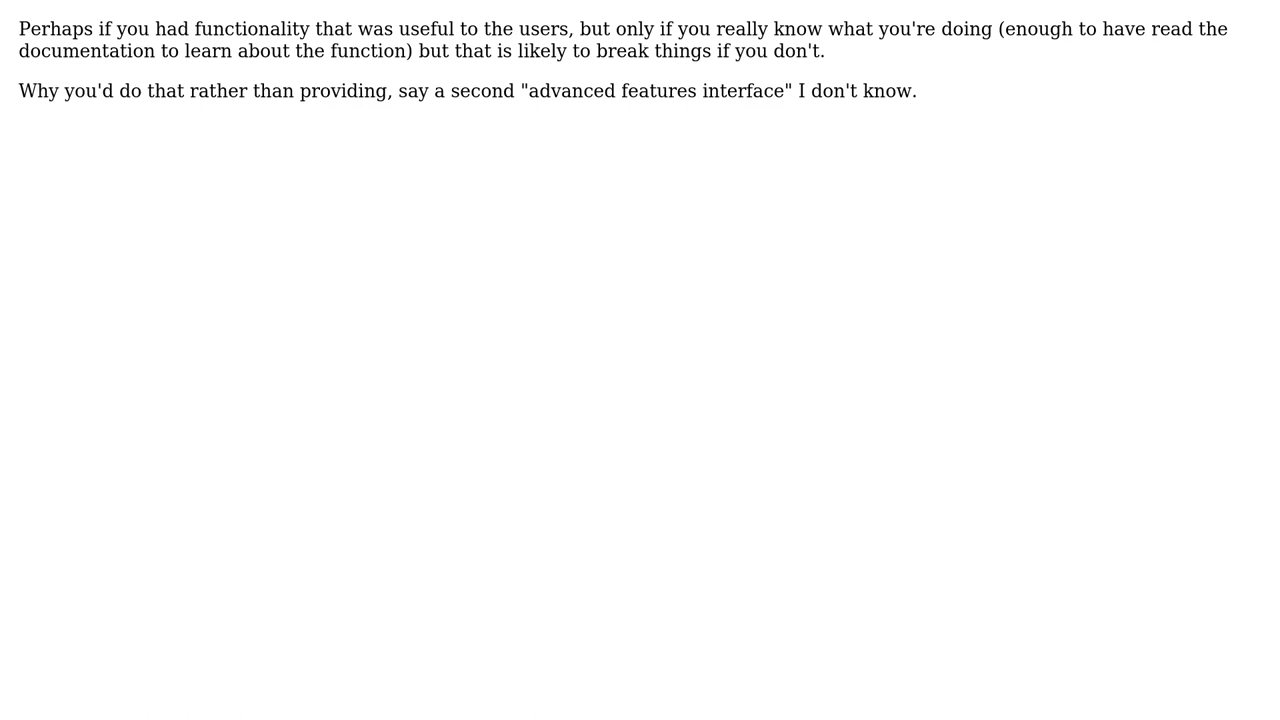 Perhaps if you had functionality that was useful to the users, but only if you really know what you're doing (enough to have read the
documentation to learn about the function) but that is likely to break things if you don't.
Why you'd do that rather than providing, say a second "advanced features interface" I don't know.